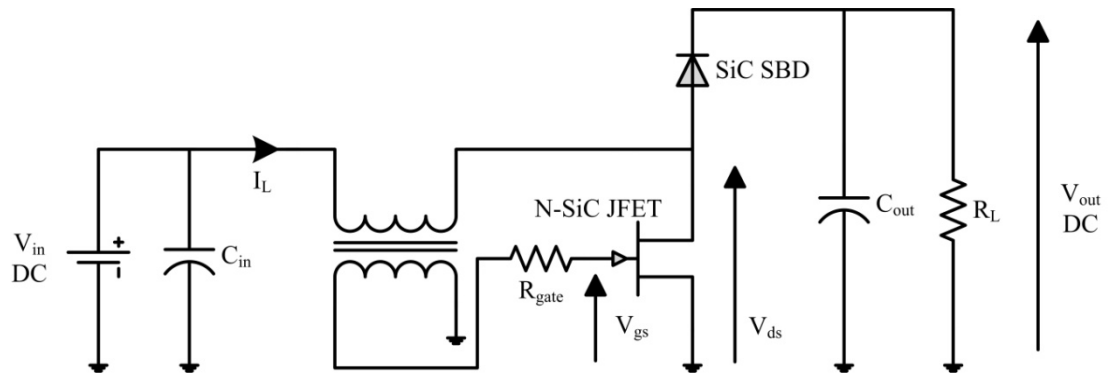 SiC SBD
I_L
N-SiC JFET
V_in
DC
+
-
C_in
R_gate
V_gs
V_ds
C_out
R_L
V_out
DC